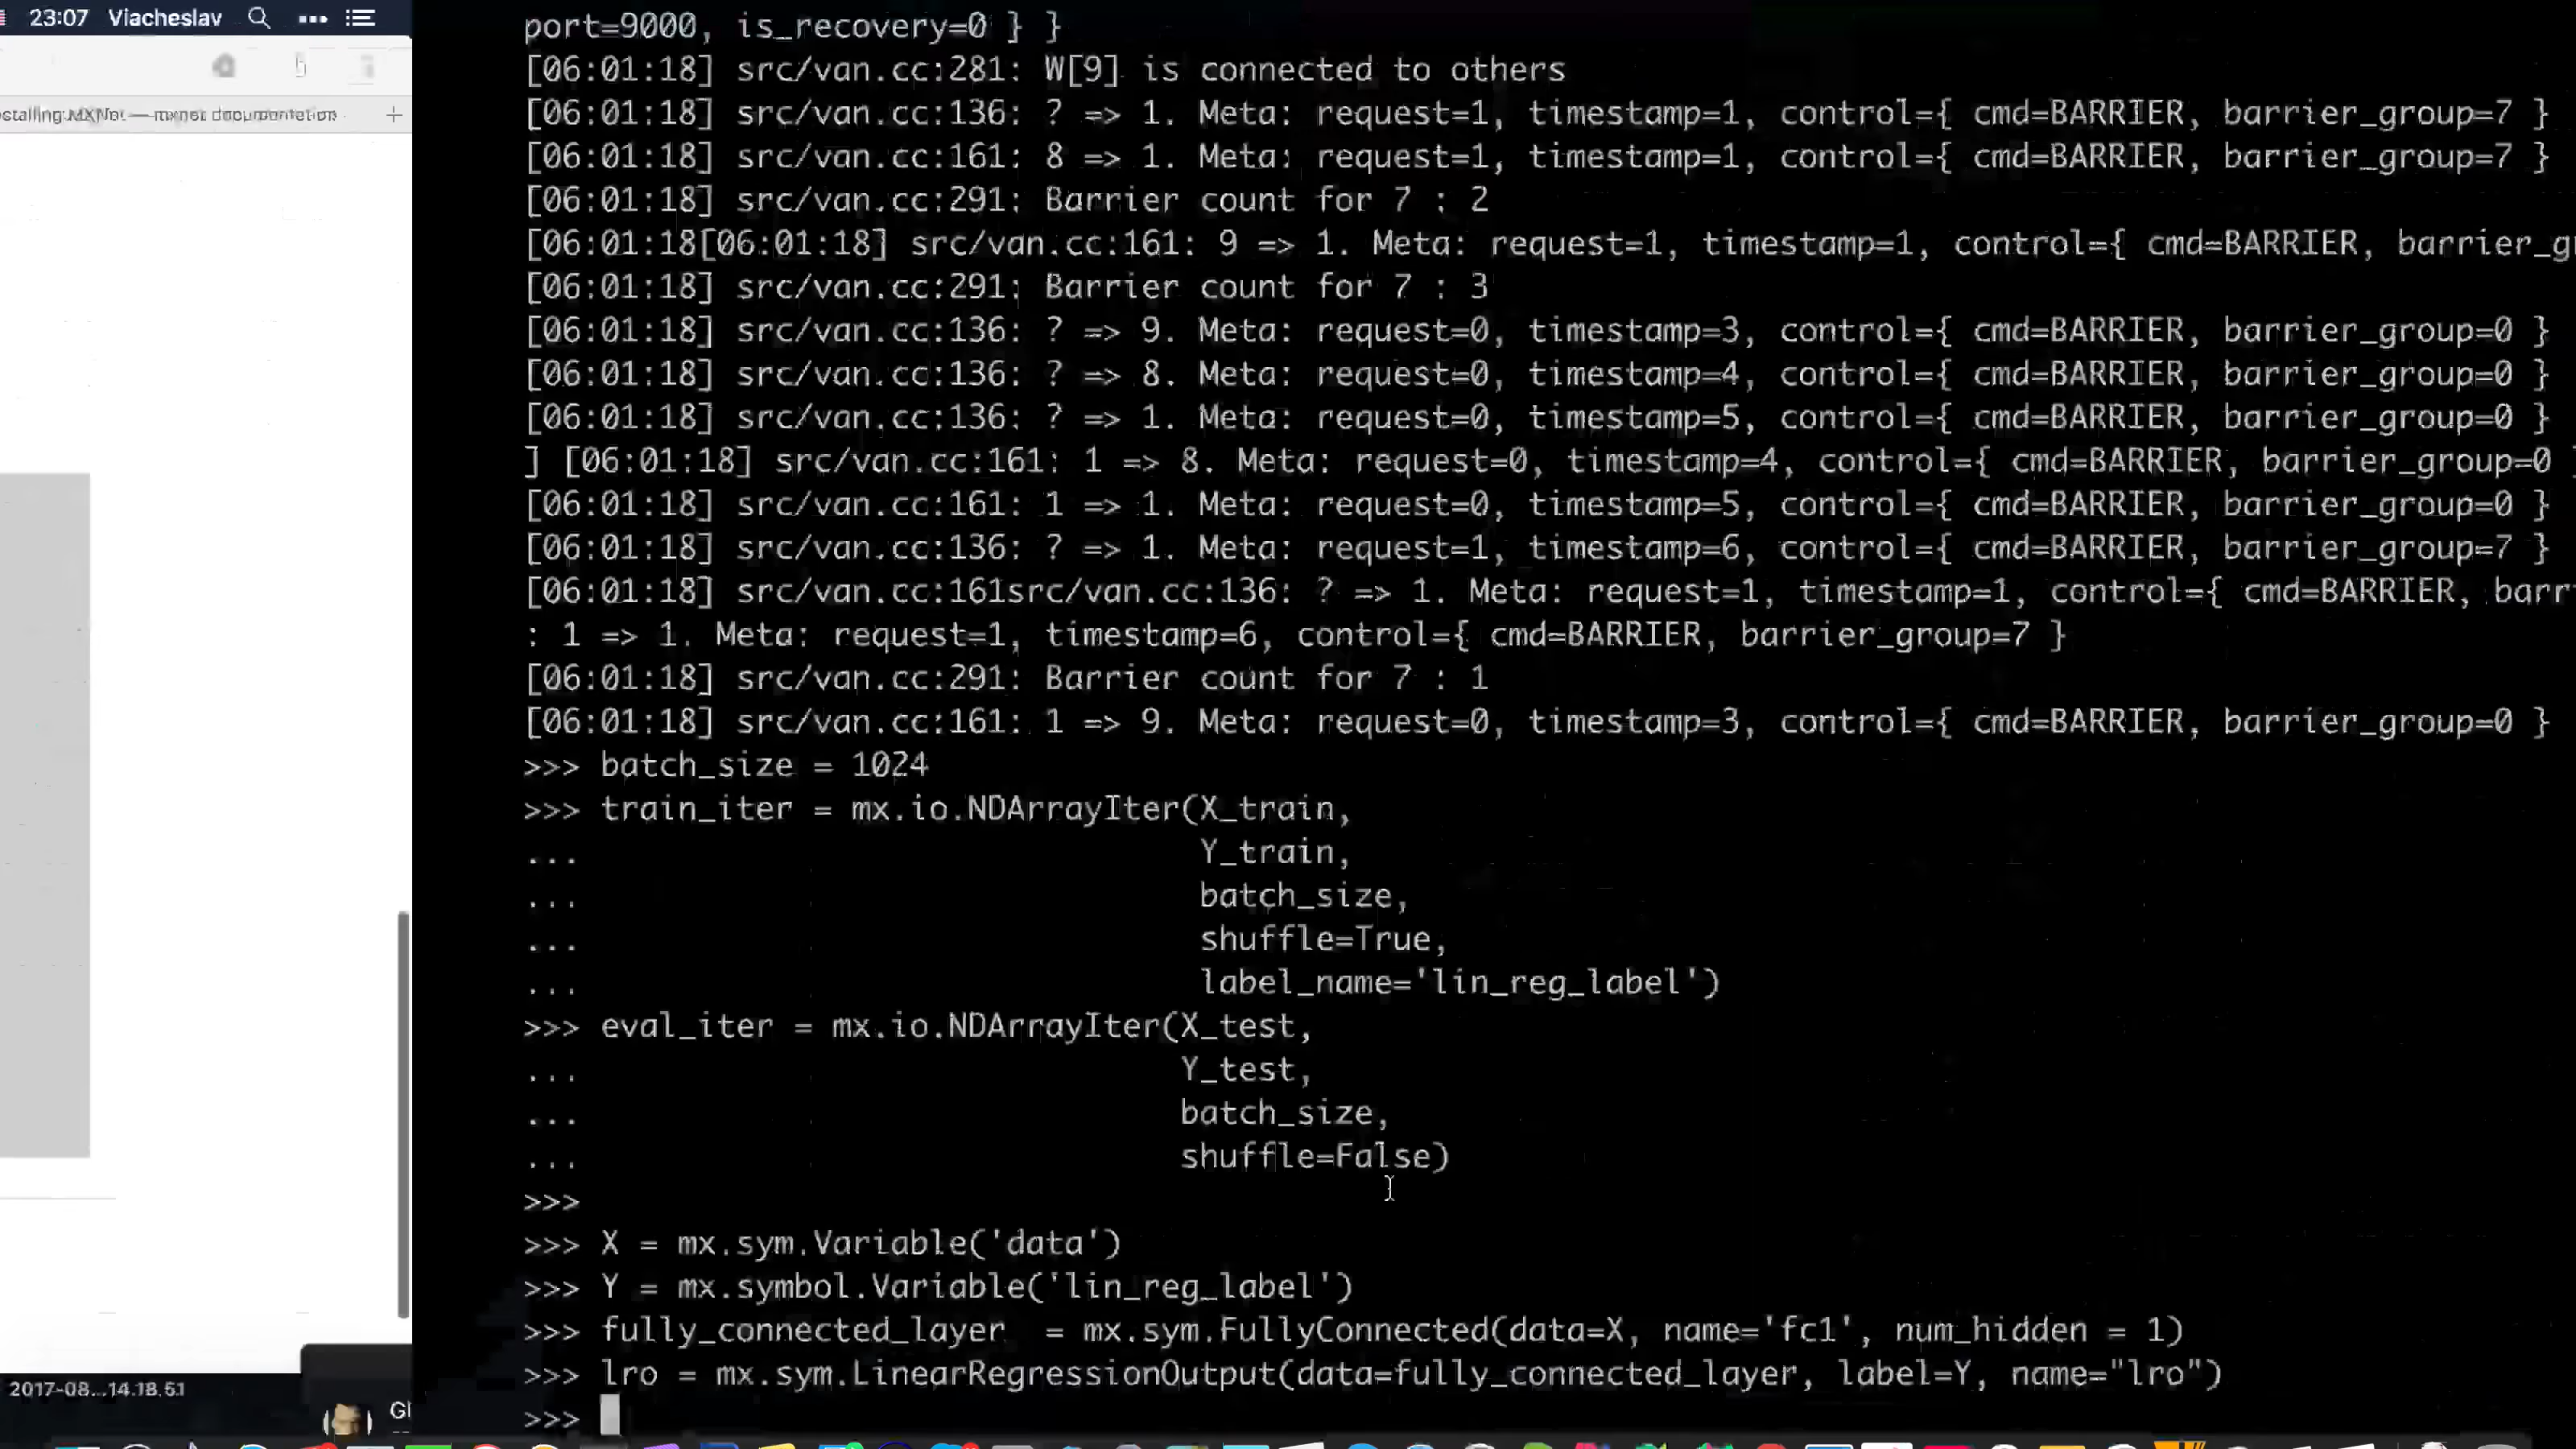 23:07 Viacheslav
stalling MXNet — mxnet documentation +
port=9000, is_recovery=0 } }
[06:01:18] src/van.cc:281: W[9] is connected to others
[06:01:18] src/van.cc:136: ? => 1. Meta: request=1, timestamp=1, control={ cmd=BARRIER, barrier_group=7 }
[06:01:18] src/van.cc:161: 8 => 1. Meta: request=1, timestamp=1, control={ cmd=BARRIER, barrier_group=7 }
[06:01:18] src/van.cc:291: Barrier count for 7 : 2
[06:01:18[06:01:18] src/van.cc:161: 9 => 1. Meta: request=1, timestamp=1, control={ cmd=BARRIER, barrier_g
[06:01:18] src/van.cc:291: Barrier count for 7 : 3
[06:01:18] src/van.cc:136: ? => 9. Meta: request=0, timestamp=3, control={ cmd=BARRIER, barrier_group=0 }
[06:01:18] src/van.cc:136: ? => 8. Meta: request=0, timestamp=4, control={ cmd=BARRIER, barrier_group=0 }
[06:01:18] src/van.cc:136: ? => 1. Meta: request=0, timestamp=5, control={ cmd=BARRIER, barrier_group=0 }
] [06:01:18] src/van.cc:161: 1 => 8. Meta: request=0, timestamp=4, control={ cmd=BARRIER, barrier_group=0
[06:01:18] src/van.cc:161: 1 => 1. Meta: request=0, timestamp=5, control={ cmd=BARRIER, barrier_group=0 }
[06:01:18] src/van.cc:136: ? => 1. Meta: request=1, timestamp=6, control={ cmd=BARRIER, barrier_group=7 }
[06:01:18] src/van.cc:161src/van.cc:136: ? => 1. Meta: request=1, timestamp=1, control={ cmd=BARRIER, barr
: 1 => 1. Meta: request=1, timestamp=6, control={ cmd=BARRIER, barrier_group=7 }
[06:01:18] src/van.cc:291: Barrier count for 7 : 1
[06:01:18] src/van.cc:161: 1 => 9. Meta: request=0, timestamp=3, control={ cmd=BARRIER, barrier_group=0 }
>>> batch_size = 1024
>>> train_iter = mx.io.NDArrayIter(X_train,
... Y_train,
... batch_size,
... shuffle=True,
... label_name='lin_reg_label')
>>> eval_iter = mx.io.NDArrayIter(X_test,
... Y_test,
... batch_size,
... shuffle=False)
>>>
>>> X = mx.sym.Variable('data')
>>> Y = mx.symbol.Variable('lin_reg_label')
>>> fully_connected_layer  = mx.sym.FullyConnected(data=X, name='fc1', num_hidden = 1)
>>> lro = mx.sym.LinearRegressionOutput(data=fully_connected_layer, label=Y, name="lro")
>>>
2017-08...14.18.51
Gl